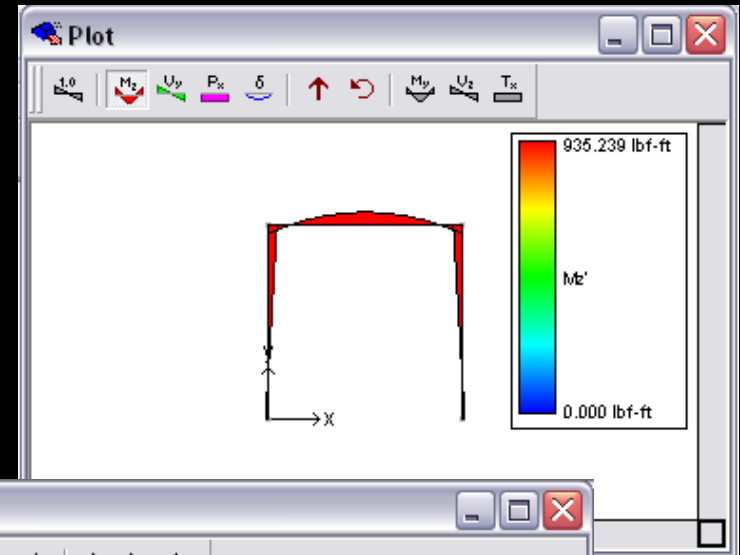 Plot
1.0 Mz Vy Px δ My Vz Tx
935.239 lbf-ft
Mz'
0.000 lbf-ft
X